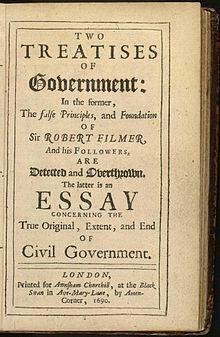 TWO
TREATISES
OF
Government:
In the former,
The false Principles, and Foundation
OF
Sir ROBERT FILMER,
And his FOLLOWERS,
ARE
Detected and Overthrown.
The latter is an
ESSAY
CONCERNING THE
True Original, Extent, and End
OF
Civil Government.
LONDON,
Printed for Awnsham Churchill, at the Black
Swan in Ave-Mary-Lane, by Amen-
Corner, 1690.